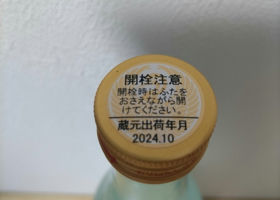 開栓注意
開栓時はふたを
おさえながら開
けてください。
蔵元出荷年月
2024.10